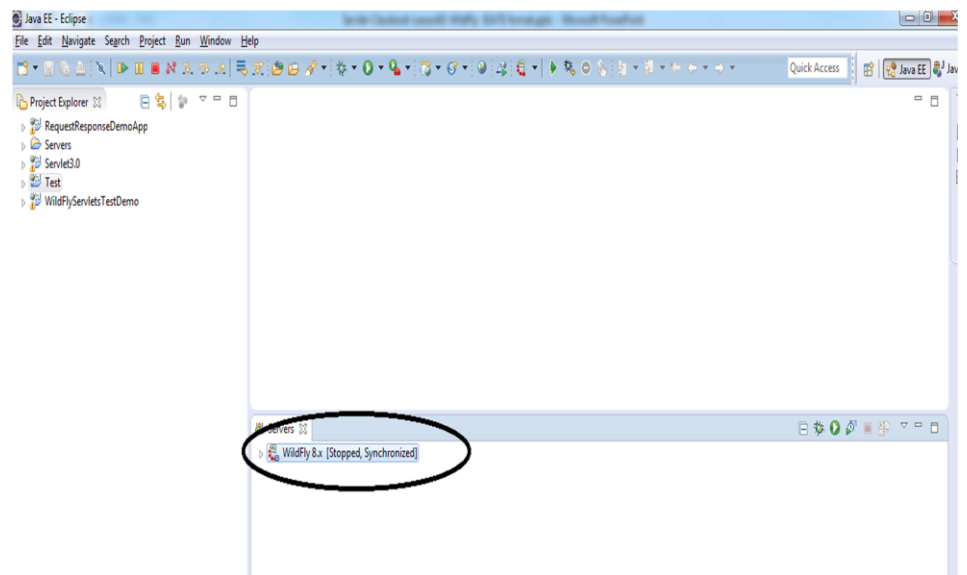 Java EE - Eclipse
File Edit Navigate Search Project Run Window Help
Quick Access
Java EE
Jav
Project Explorer
RequestResponseDemoApp
Servers
Servlet3.0
Test
WildFlyServletsTestDemo
Servers
WildFly 8.x [Stopped, Synchronized]